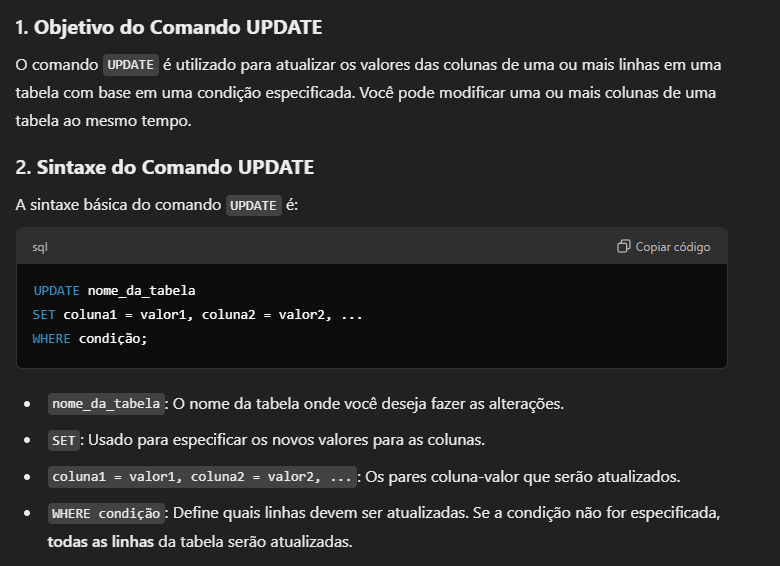 1. Objetivo do Comando UPDATE
O comando UPDATE é utilizado para atualizar os valores das colunas de uma ou mais linhas em uma
tabela com base em uma condição especificada. Você pode modificar uma ou mais colunas de uma
tabela ao mesmo tempo.
2. Sintaxe do Comando UPDATE
A sintaxe básica do comando UPDATE é:
sql Copiar código
UPDATE nome_da_tabela
SET coluna1 = valor1, coluna2 = valor2, ...
WHERE condição;
• nome_da_tabela: O nome da tabela onde você deseja fazer as alterações.
• SET: Usado para especificar os novos valores para as colunas.
• coluna1 = valor1, coluna2 = valor2, ...: Os pares coluna-valor que serão atualizados.
• WHERE condição: Define quais linhas devem ser atualizadas. Se a condição não for especificada,
todas as linhas da tabela serão atualizadas.